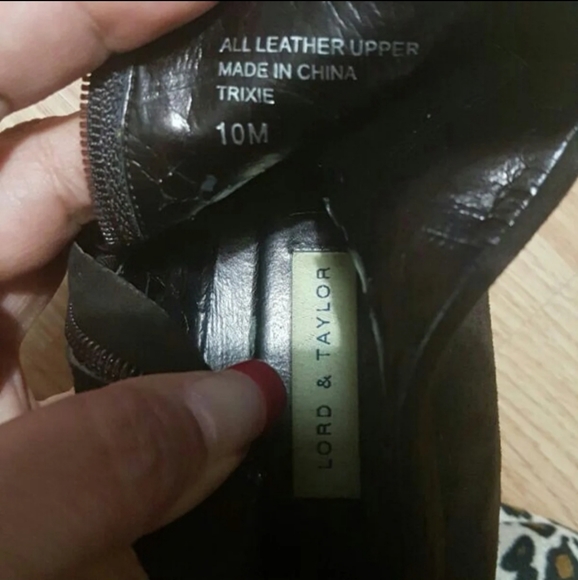 ALL LEATHER UPPER
MADE IN CHINA
TRIXIE
10M
LORD & TAYLOR